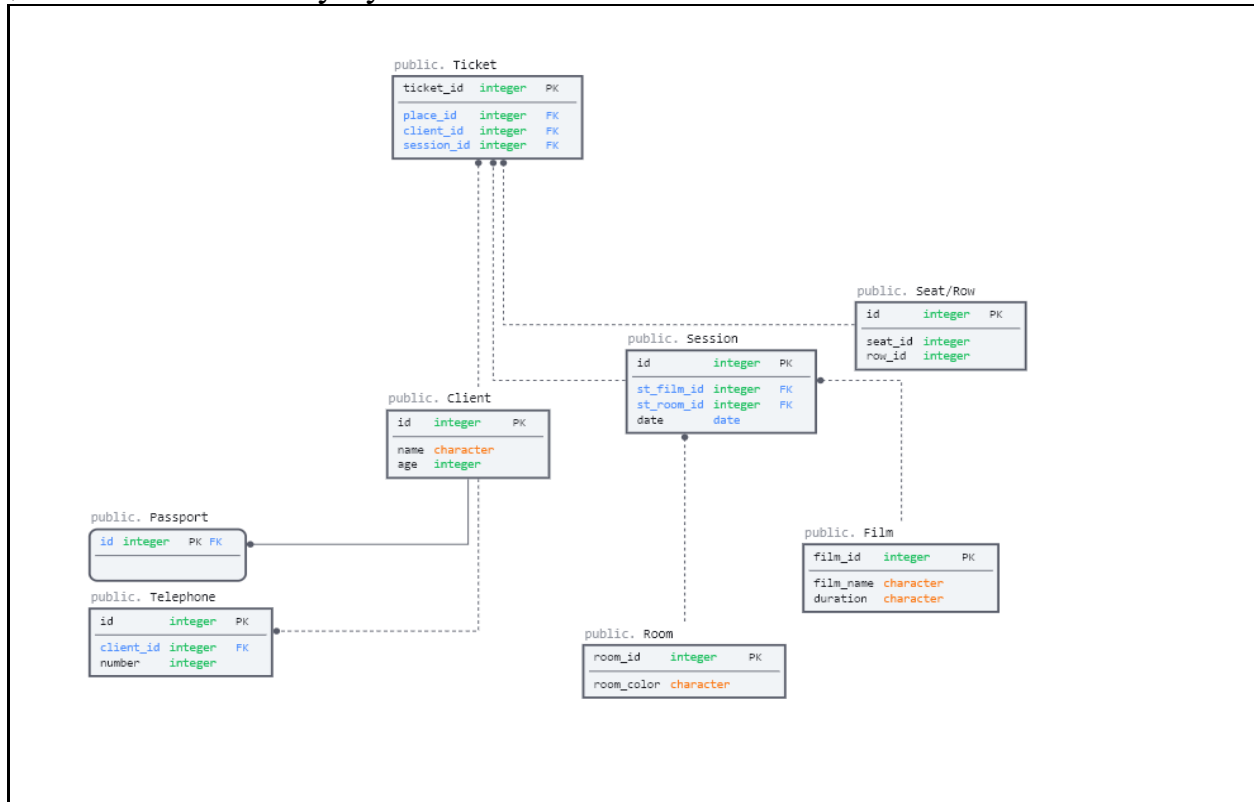 public. Ticket
ticket_id integer PK
place_id integer FK
client_id integer FK
session_id integer FK
public. Seat/Row
id integer PK
seat_id integer
row_id integer
public. Session
id integer PK
st_film_id integer FK
st_room_id integer FK
date date
public. Client
id integer PK
name character
age integer
public. Passport
id integer PK FK
public. Film
film_id integer PK
film_name character
duration character
public. Telephone
id integer PK
client_id integer FK
number integer
public. Room
room_id integer PK
room_color character